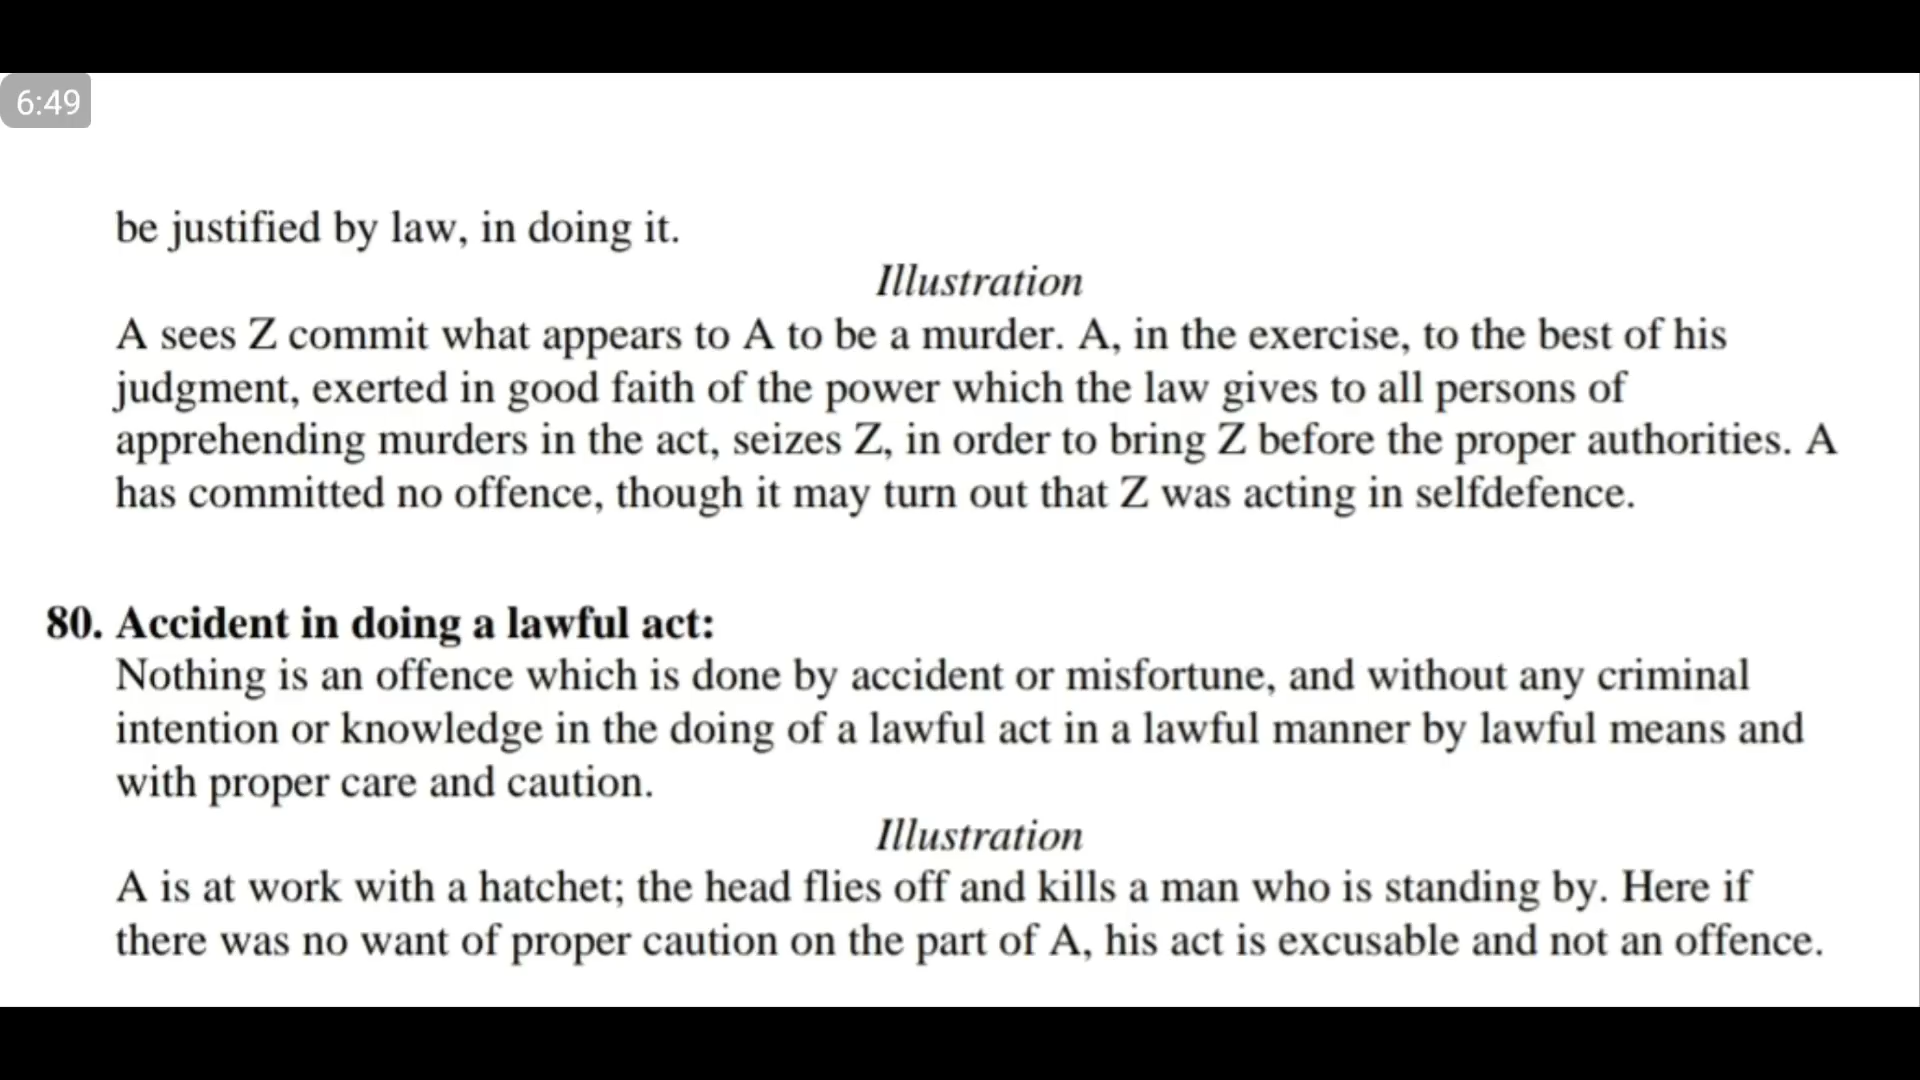 6:49
be justified by law, in doing it.
Illustration
A sees Z commit what appears to A to be a murder. A, in the exercise, to the best of his
judgment, exerted in good faith of the power which the law gives to all persons of
apprehending murders in the act, seizes Z, in order to bring Z before the proper authorities. A
has committed no offence, though it may turn out that Z was acting in selfdefence.
80. Accident in doing a lawful act:
Nothing is an offence which is done by accident or misfortune, and without any criminal
intention or knowledge in the doing of a lawful act in a lawful manner by lawful means and
with proper care and caution.
Illustration
A is at work with a hatchet; the head flies off and kills a man who is standing by. Here if
there was no want of proper caution on the part of A, his act is excusable and not an offence.